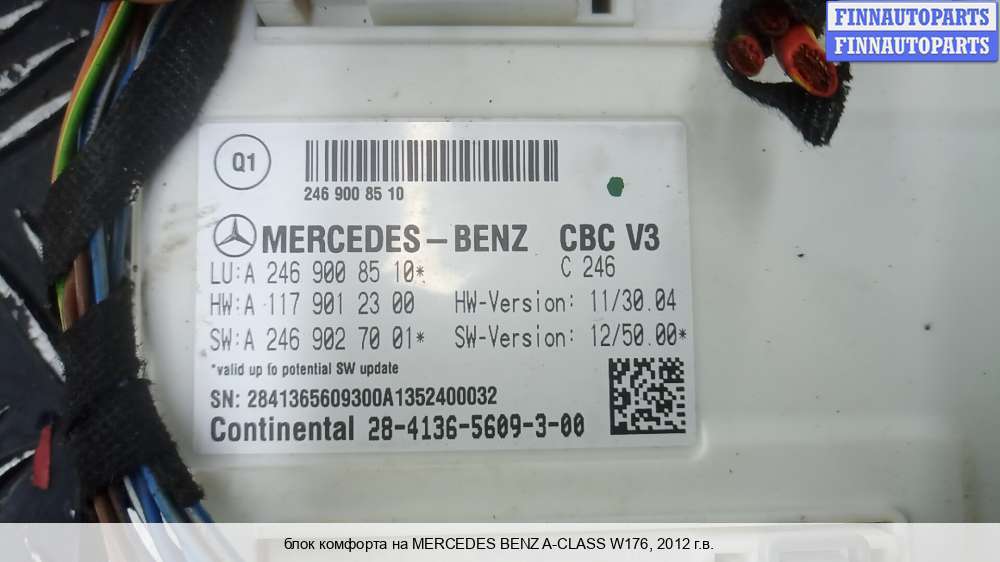 FINNAUTOPARTS
FINNAUTOPARTS
Q1
246 900 85 10
MERCEDES-BENZ CBC V3
LU:A 246 900 85 10* C 246
HW:A 117 901 23 00 HW-Version: 11/30.04
SW:A 246 902 70 01* SW-Version: 12/50.00*
*valid up to potential SW update
SN: 2841365609300A1352400032
Continental 28-4136-5609-3-00
блок комфорта на MERCEDES BENZ A-CLASS W176, 2012 г.в.